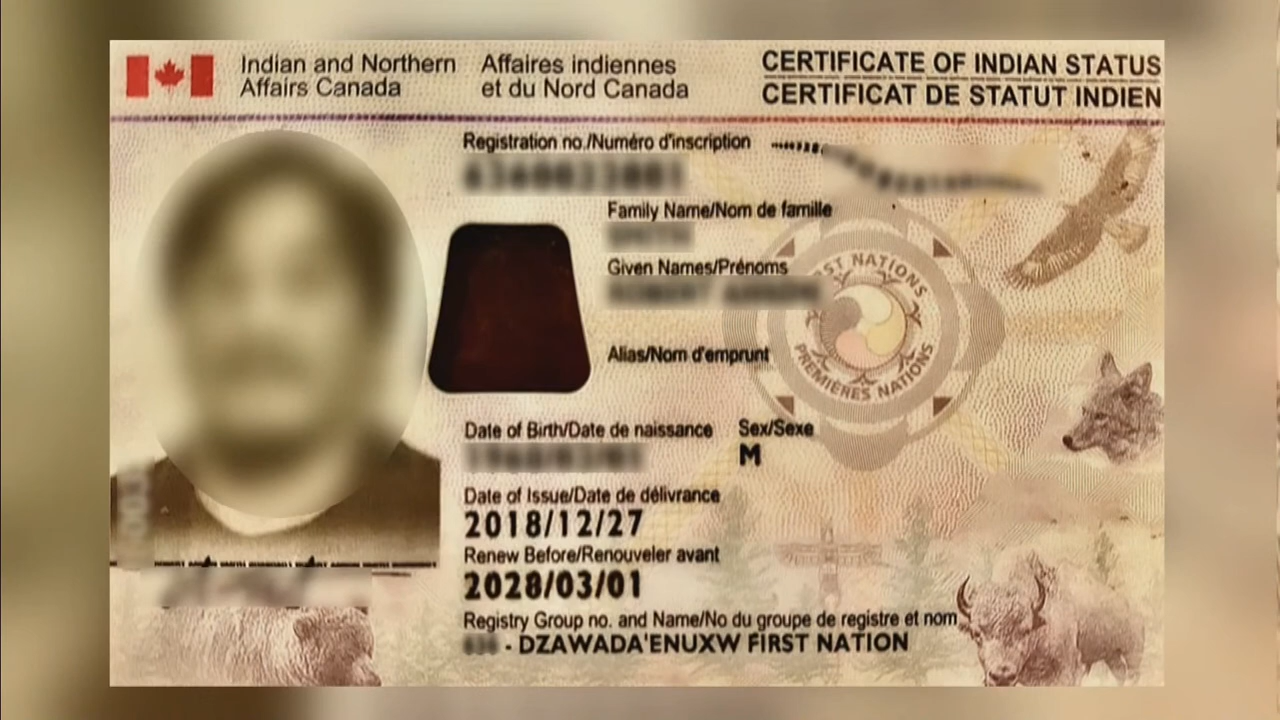 Indian and Northern
Affairs Canada
Affaires indiennes
et du Nord Canada
CERTIFICATE OF INDIAN STATUS
CERTIFICAT DE STATUT INDIEN
Registration no./Numéro d'inscription
Family Name/Nom de famille
Given Names/Prénoms
ST NATIONS
PREMIÈRES NATIONS
Alias/Nom d'emprunt
Date of Birth/Date de naissance
Sex/Sexe
M
Date of Issue/Date de délivrance
2018/12/27
Renew Before/Renouveler avant
2028/03/01
Registry Group no. and Name/No du groupe de registre et nom
- DZAWADA'ENUXW FIRST NATION